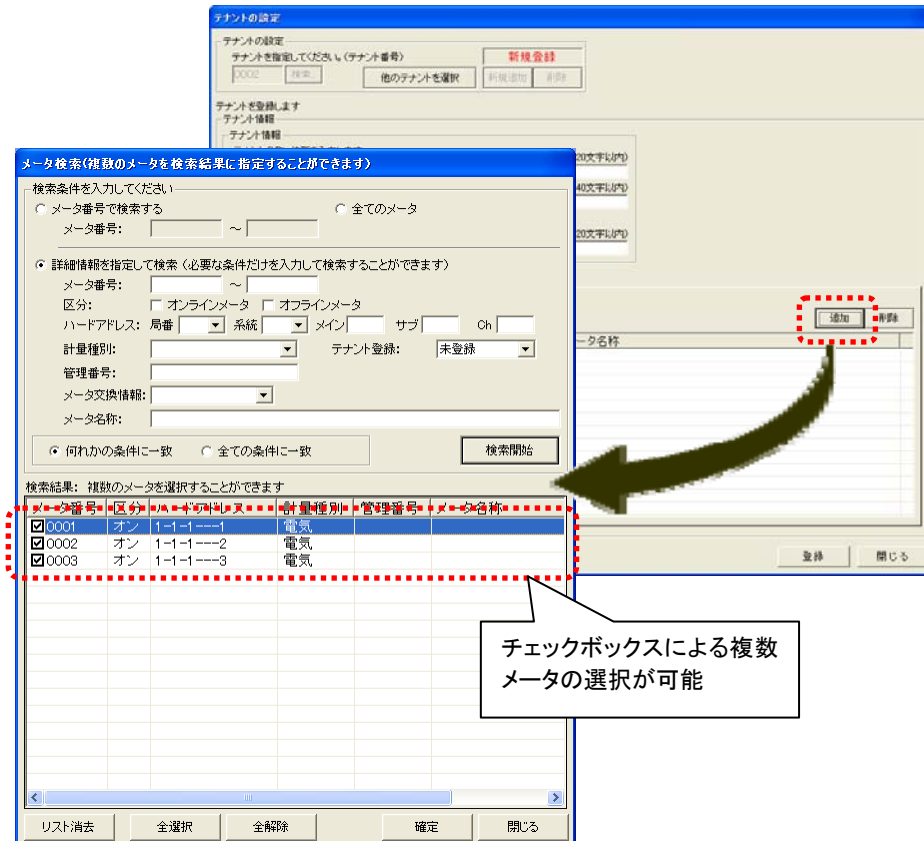 テナントの設定
テナントの設定
テナントを指定してください。(テナント番号)
新規登録
0002 検索... 他のテナントを選択 新規追加 削除
テナントを登録します
テナント情報
テナント情報
20文字以内)
40文字以内)
20文字以内)
追加 削除
ータ名称
登録 閉じる
メータ検索(複数のメータを検索結果に指定することができます)
検索条件を入力してください
メータ番号で検索する 全てのメータ
メータ番号: ~
詳細情報を指定して検索(必要な条件だけを入力して検索することができます)
メータ番号: ~
区分: オンラインメータ オフラインメータ
ハードアドレス: 局番 系統 メイン サブ Ch
計量種別: テナント登録: 未登録
管理番号:
メータ交換情報:
メータ名称:
何れかの条件に一致 全ての条件に一致 検索開始
検索結果: 複数のメータを選択することができます
メータ番号 区分 ハードアドレス 計量種別 管理番号 メータ名称
0001 オン 1-1-1---1 電気
0002 オン 1-1-1---2 電気
0003 オン 1-1-1---3 電気
チェックボックスによる複数
メータの選択が可能
リスト消去 全選択 全解除 確定 閉じる